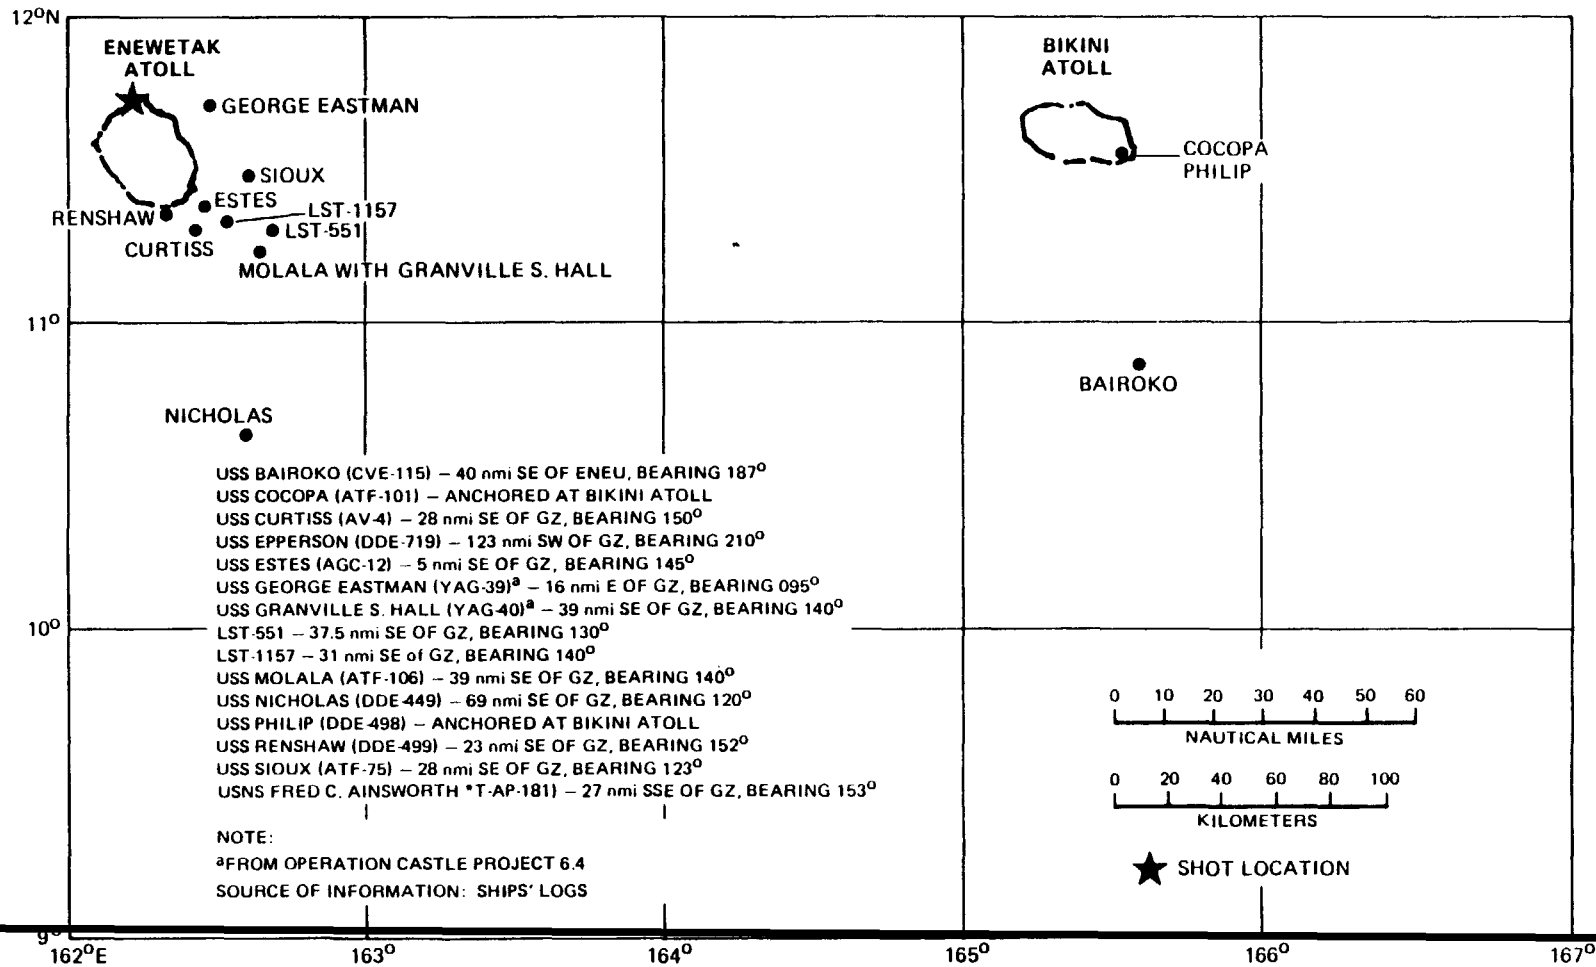 12°N
ENEWETAK
ATOLL
BIKINI
ATOLL
GEORGE EASTMAN
COCOPA
PHILIP
SIOUX
ESTES
LST-1157
RENSHAW
LST-551
CURTISS
MOLALA WITH GRANVILLE S. HALL
11°
BAIROKO
NICHOLAS
USS BAIROKO (CVE-115) – 40 nmi SE OF ENEU, BEARING 187°
USS COCOPA (ATF-101) – ANCHORED AT BIKINI ATOLL
USS CURTISS (AV-4) – 28 nmi SE OF GZ, BEARING 150°
USS EPPERSON (DDE-719) – 123 nmi SW OF GZ, BEARING 210°
USS ESTES (AGC-12) – 5 nmi SE OF GZ, BEARING 145°
USS GEORGE EASTMAN (YAG-39)ª – 16 nmi E OF GZ, BEARING 095°
USS GRANVILLE S. HALL (YAG-40)ª – 39 nmi SE OF GZ, BEARING 140°
10°
LST-551 – 37.5 nmi SE OF GZ, BEARING 130°
LST-1157 – 31 nmi SE of GZ, BEARING 140°
USS MOLALA (ATF-106) – 39 nmi SE OF GZ, BEARING 140°
USS NICHOLAS (DDE-449) – 69 nmi SE OF GZ, BEARING 120°
USS PHILIP (DDE-498) – ANCHORED AT BIKINI ATOLL
USS RENSHAW (DDE-499) – 23 nmi SE OF GZ, BEARING 152°
USS SIOUX (ATF-75) – 28 nmi SE OF GZ, BEARING 123°
USNS FRED C. AINSWORTH *T-AP-181) – 27 nmi SSE OF GZ, BEARING 153°
NOTE:
ªFROM OPERATION CASTLE PROJECT 6.4
SOURCE OF INFORMATION: SHIPS' LOGS
0 10 20 30 40 50 60
NAUTICAL MILES
0 20 40 60 80 100
KILOMETERS
SHOT LOCATION
9°
162°E 163° 164° 165° 166° 167°